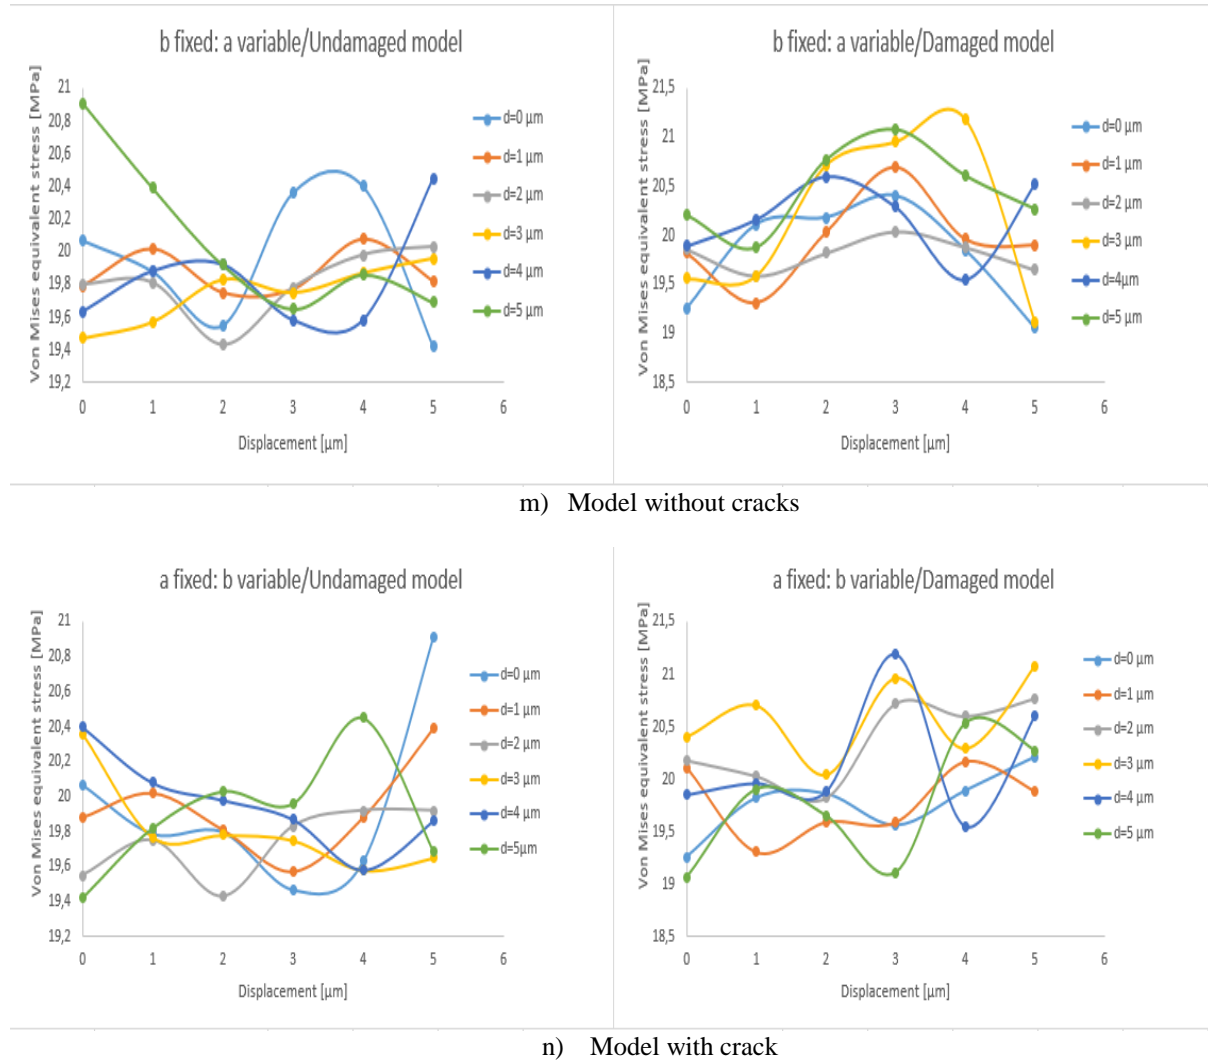 b fixed: a variable/Undamaged model
Von Mises equivalent stress [MPa]
21
20,8
20,6
20,4
20,2
20
19,8
19,6
19,4
19,2
0 1 2 3 4 5 6
Displacement [μm]
d=0 μm
d=1 μm
d=2 μm
d=3 μm
d=4 μm
d=5 μm
b fixed: a variable/Damaged model
Von Mises equivalent stress [MPa]
21,5
21
20,5
20
19,5
19
18,5
0 1 2 3 4 5 6
Displacement [μm]
d=0 μm
d=1 μm
d=2 μm
d=3 μm
d=4μm
d=5 μm
m) Model without cracks
a fixed: b variable/Undamaged model
Von Mises equivalent stress [MPa]
21
20,8
20,6
20,4
20,2
20
19,8
19,6
19,4
19,2
0 1 2 3 4 5 6
Displacement [μm]
d=0 μm
d=1 μm
d=2 μm
d=3 μm
d=4 μm
d=5μm
a fixed: b variable/Damaged model
Von Mises equivalent stress [MPa]
21,5
21
20,5
20
19,5
19
18,5
0 1 2 3 4 5 6
Displacement [μm]
d=0 μm
d=1 μm
d=2 μm
d=3 μm
d=4 μm
d=5 μm
n) Model with crack